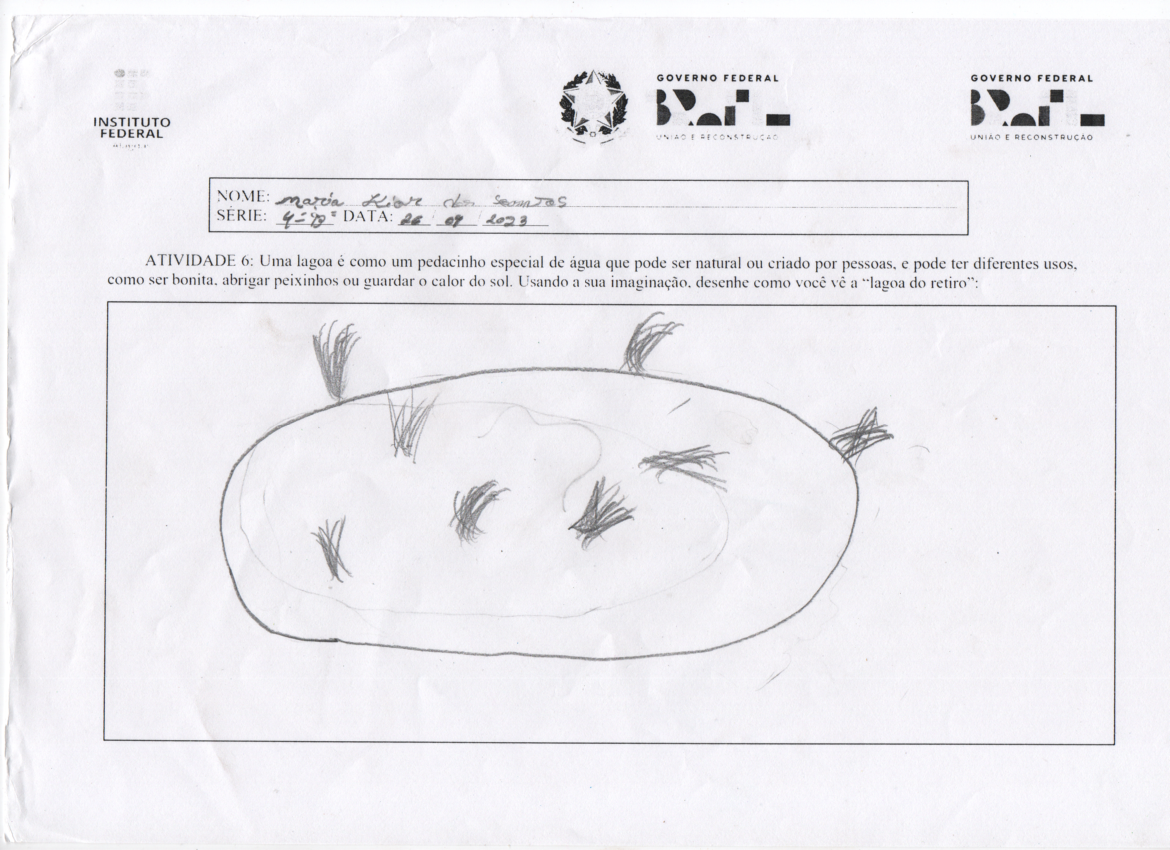 INSTITUTO
FEDERAL
GOVERNO FEDERAL
BRASIL
UNIÃO E RECONSTRUÇÃO
GOVERNO FEDERAL
BRASIL
UNIÃO E RECONSTRUÇÃO
NOME: Maria dos
SÉRIE: DATA: 26 09 2023
ATIVIDADE 6: Uma lagoa é como um pedacinho especial de água que pode ser natural ou criado por pessoas, e pode ter diferentes usos,
como ser bonita, abrigar peixinhos ou guardar o calor do sol. Usando a sua imaginação, desenhe como você vê a “lagoa do retiro”: